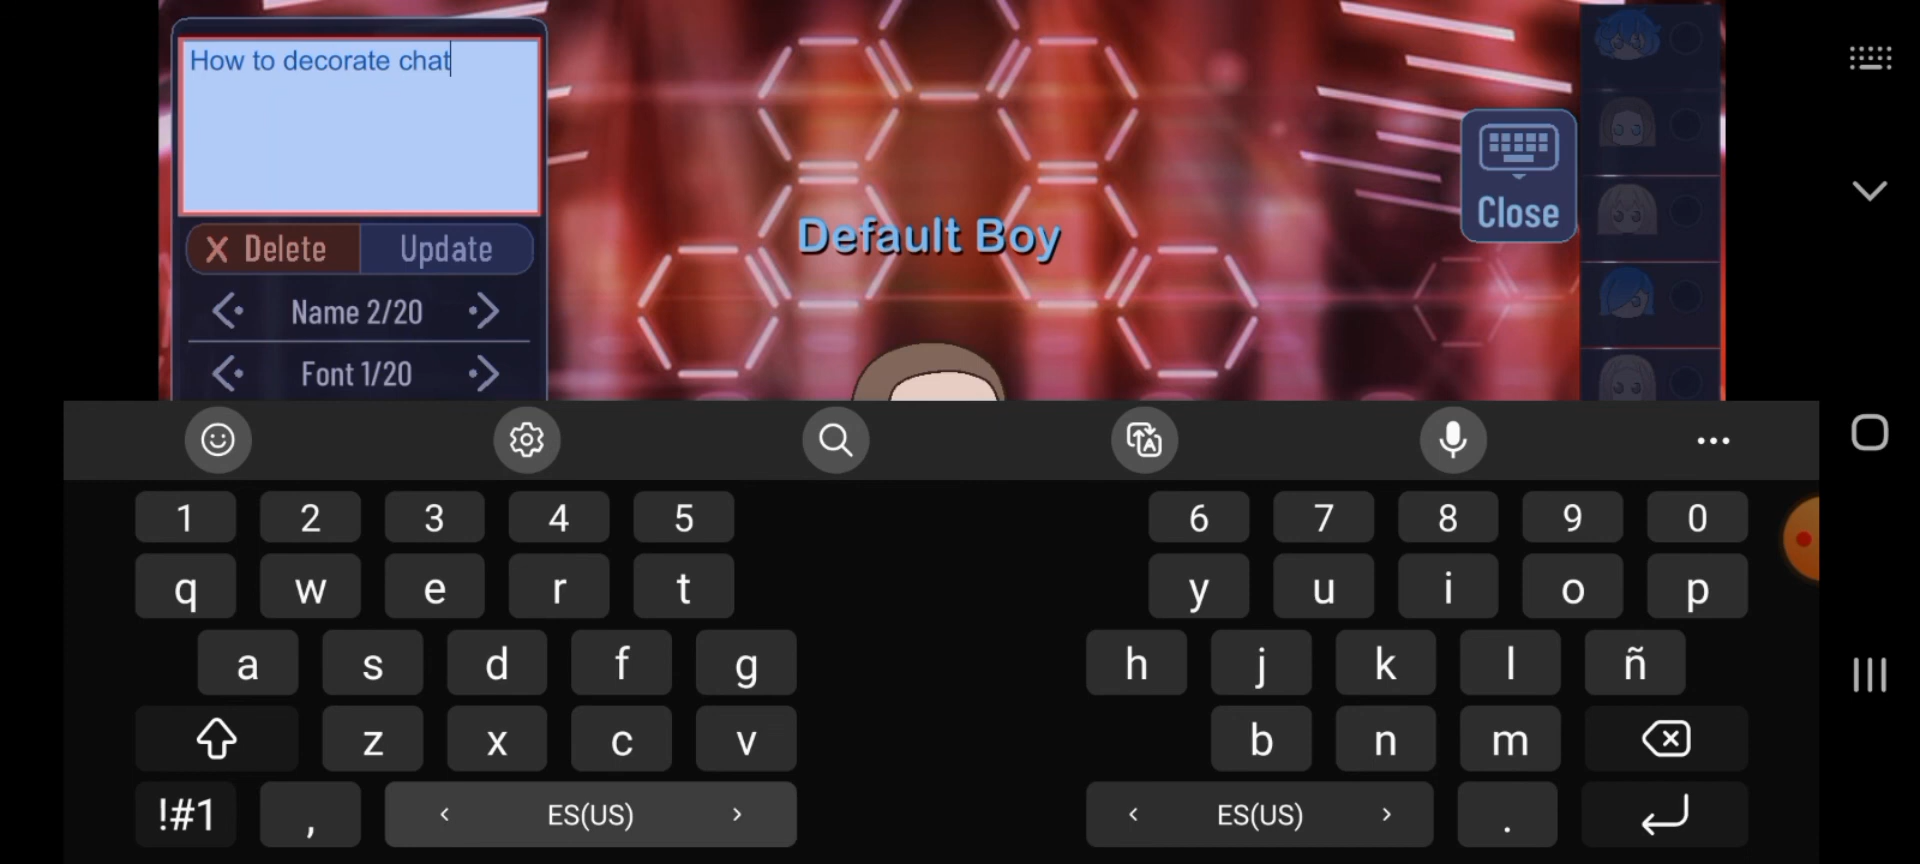 How to decorate chat
X Delete
Update
Name 2/20
Font 1/20
Default Boy
Close
1 2 3 4 5 6 7 8 9 0
q w e r t y u i o p
a s d f g h j k l ñ
z x c v b n m
!#1 , < ES(US) > < ES(US) > .